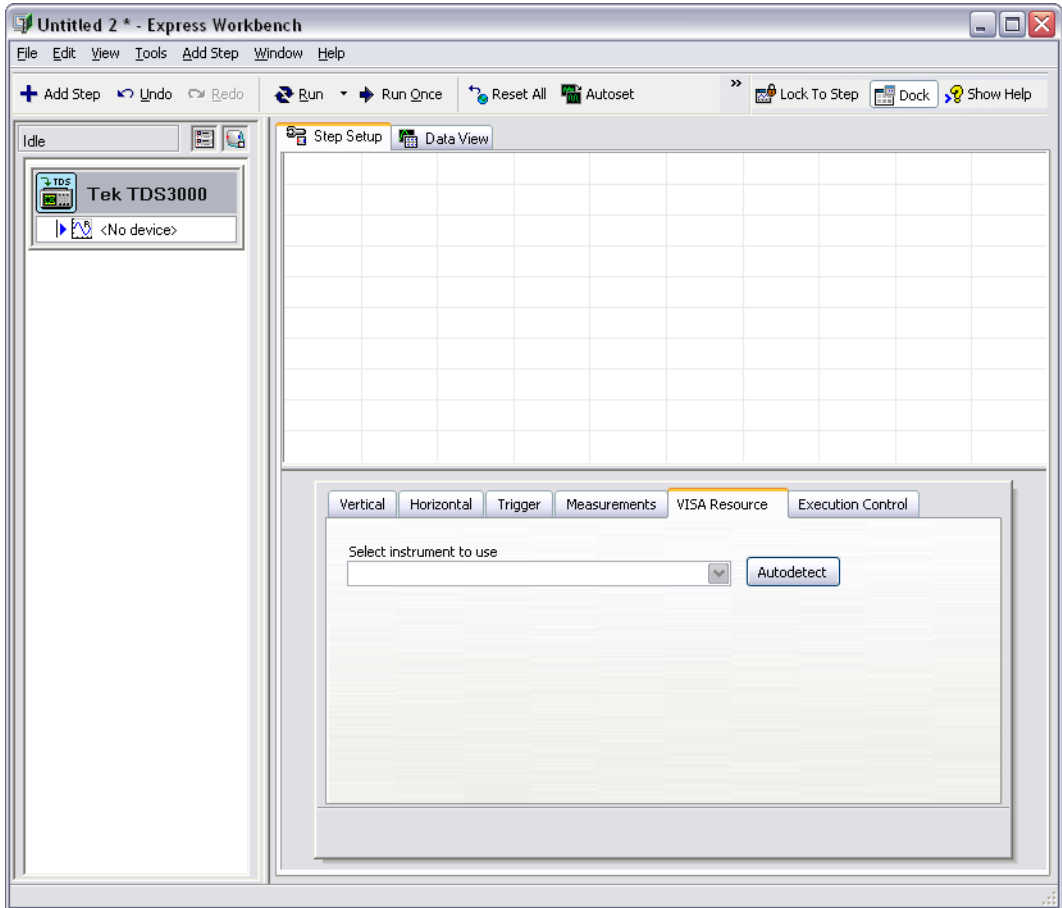 Untitled 2 * - Express Workbench
File Edit View Tools Add Step Window Help
Add Step Undo Redo Run Run Once Reset All Autoset » Lock To Step Dock Show Help
Idle
Step Setup Data View
TDS
Tek TDS3000
<No device>
Vertical Horizontal Trigger Measurements VISA Resource Execution Control
Select instrument to use
Autodetect